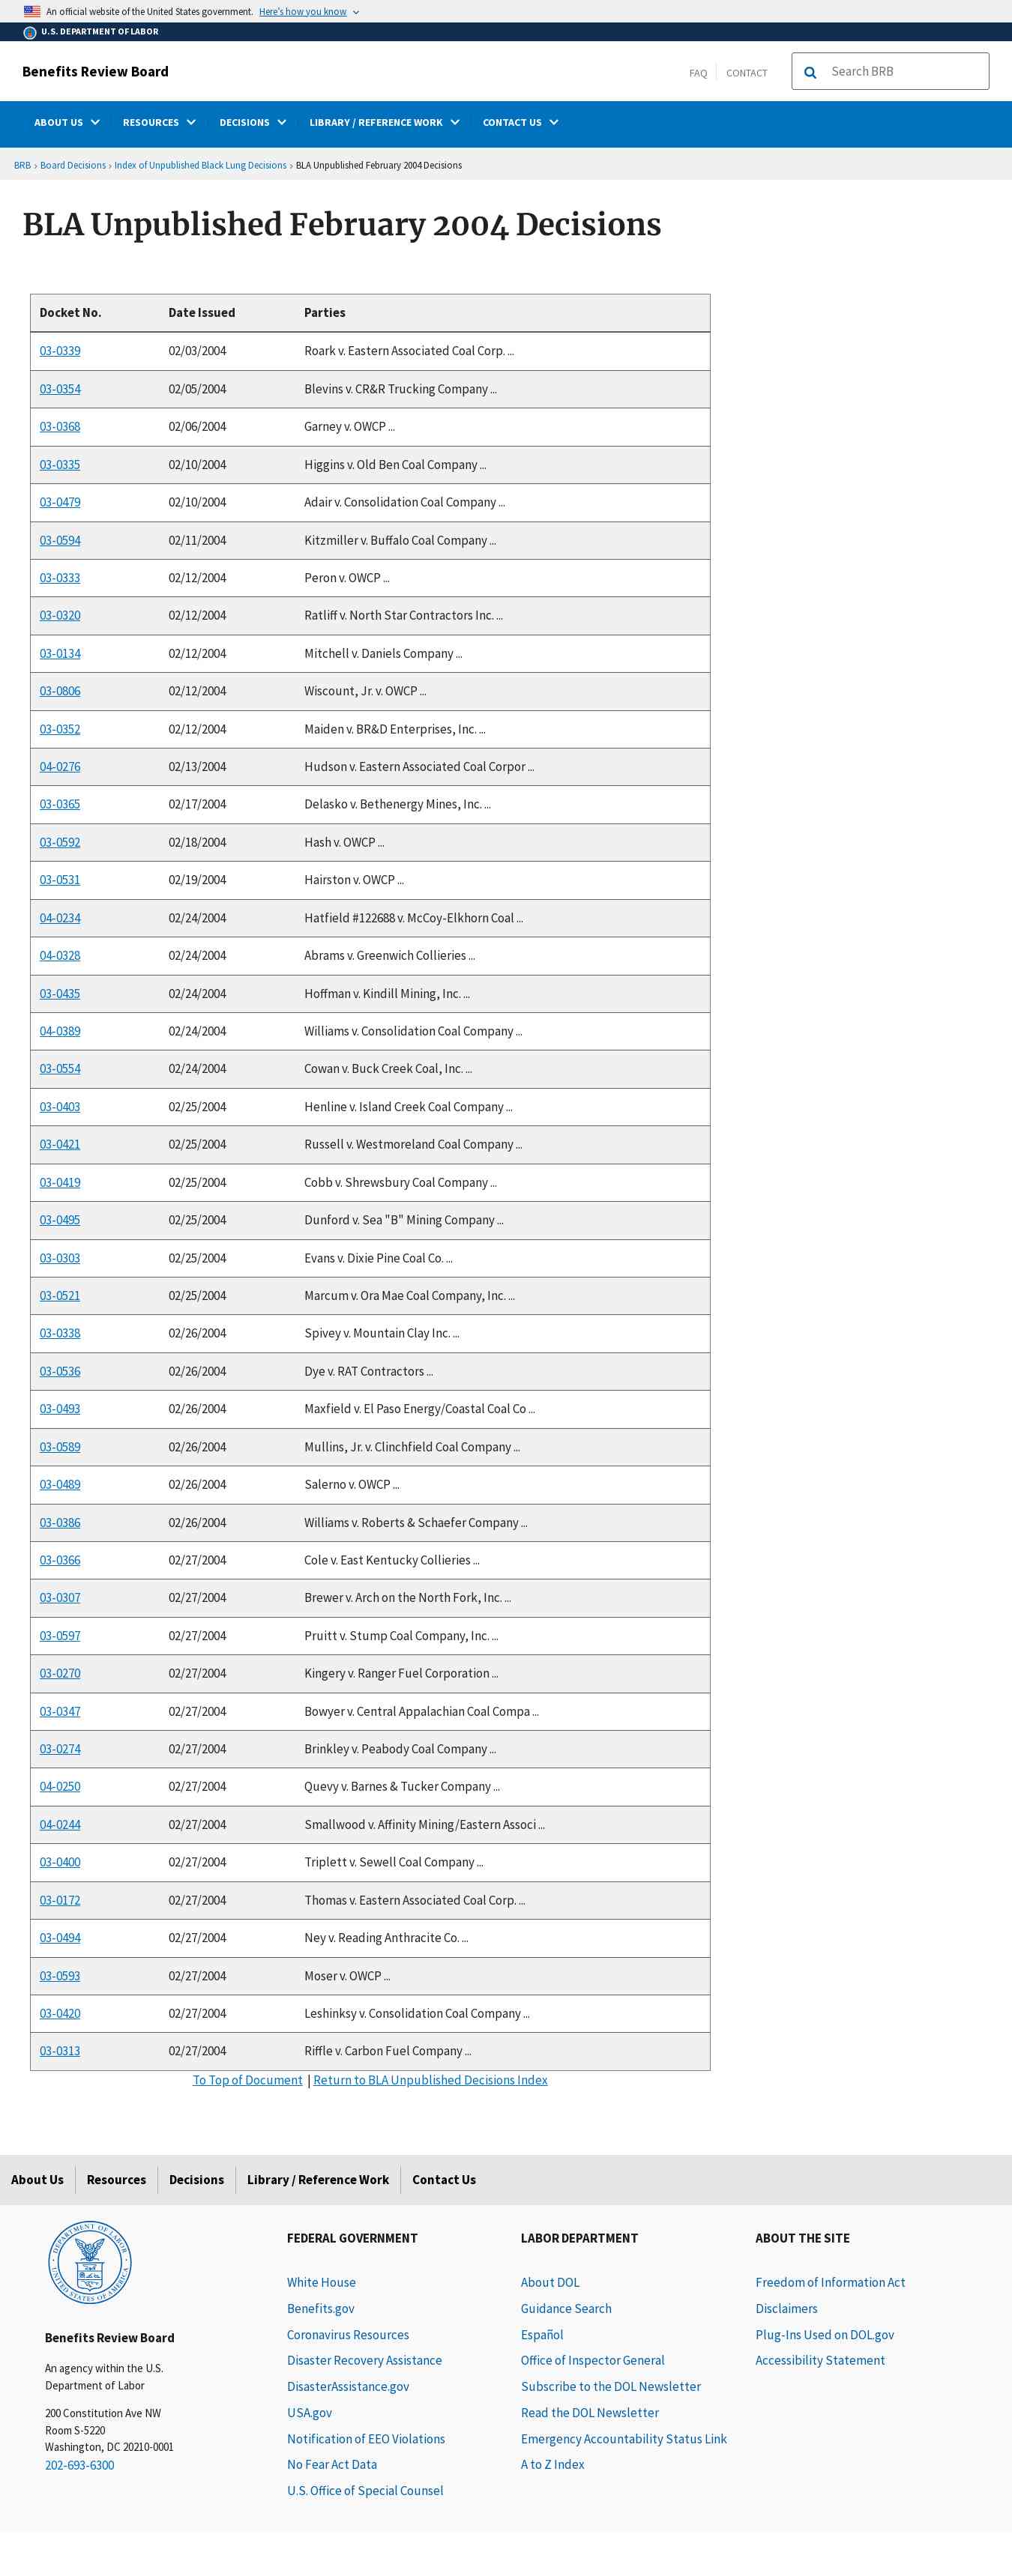 An official website of the United States government. Here's how you know
U.S. DEPARTMENT OF LABOR
Benefits Review Board
FAQ CONTACT Search BRB
ABOUT US RESOURCES DECISIONS LIBRARY / REFERENCE WORK CONTACT US
BRB › Board Decisions › Index of Unpublished Black Lung Decisions › BLA Unpublished February 2004 Decisions
BLA Unpublished February 2004 Decisions
Docket No. Date Issued Parties
03-0339 02/03/2004 Roark v. Eastern Associated Coal Corp. ...
03-0354 02/05/2004 Blevins v. CR&R Trucking Company ...
03-0368 02/06/2004 Garney v. OWCP ...
03-0335 02/10/2004 Higgins v. Old Ben Coal Company ...
03-0479 02/10/2004 Adair v. Consolidation Coal Company ...
03-0594 02/11/2004 Kitzmiller v. Buffalo Coal Company ...
03-0333 02/12/2004 Peron v. OWCP ...
03-0320 02/12/2004 Ratliff v. North Star Contractors Inc. ...
03-0134 02/12/2004 Mitchell v. Daniels Company ...
03-0806 02/12/2004 Wiscount, Jr. v. OWCP ...
03-0352 02/12/2004 Maiden v. BR&D Enterprises, Inc. ...
04-0276 02/13/2004 Hudson v. Eastern Associated Coal Corpor ...
03-0365 02/17/2004 Delasko v. Bethenergy Mines, Inc. ...
03-0592 02/18/2004 Hash v. OWCP ...
03-0531 02/19/2004 Hairston v. OWCP ...
04-0234 02/24/2004 Hatfield #122688 v. McCoy-Elkhorn Coal ...
04-0328 02/24/2004 Abrams v. Greenwich Collieries ...
03-0435 02/24/2004 Hoffman v. Kindill Mining, Inc. ...
04-0389 02/24/2004 Williams v. Consolidation Coal Company ...
03-0554 02/24/2004 Cowan v. Buck Creek Coal, Inc. ...
03-0403 02/25/2004 Henline v. Island Creek Coal Company ...
03-0421 02/25/2004 Russell v. Westmoreland Coal Company ...
03-0419 02/25/2004 Cobb v. Shrewsbury Coal Company ...
03-0495 02/25/2004 Dunford v. Sea "B" Mining Company ...
03-0303 02/25/2004 Evans v. Dixie Pine Coal Co. ...
03-0521 02/25/2004 Marcum v. Ora Mae Coal Company, Inc. ...
03-0338 02/26/2004 Spivey v. Mountain Clay Inc. ...
03-0536 02/26/2004 Dye v. RAT Contractors ...
03-0493 02/26/2004 Maxfield v. El Paso Energy/Coastal Coal Co ...
03-0589 02/26/2004 Mullins, Jr. v. Clinchfield Coal Company ...
03-0489 02/26/2004 Salerno v. OWCP ...
03-0386 02/26/2004 Williams v. Roberts & Schaefer Company ...
03-0366 02/27/2004 Cole v. East Kentucky Collieries ...
03-0307 02/27/2004 Brewer v. Arch on the North Fork, Inc. ...
03-0597 02/27/2004 Pruitt v. Stump Coal Company, Inc. ...
03-0270 02/27/2004 Kingery v. Ranger Fuel Corporation ...
03-0347 02/27/2004 Bowyer v. Central Appalachian Coal Compa ...
03-0274 02/27/2004 Brinkley v. Peabody Coal Company ...
04-0250 02/27/2004 Quevy v. Barnes & Tucker Company ...
04-0244 02/27/2004 Smallwood v. Affinity Mining/Eastern Associ ...
03-0400 02/27/2004 Triplett v. Sewell Coal Company ...
03-0172 02/27/2004 Thomas v. Eastern Associated Coal Corp. ...
03-0494 02/27/2004 Ney v. Reading Anthracite Co. ...
03-0593 02/27/2004 Moser v. OWCP ...
03-0420 02/27/2004 Leshinksy v. Consolidation Coal Company ...
03-0313 02/27/2004 Riffle v. Carbon Fuel Company ...
To Top of Document | Return to BLA Unpublished Decisions Index
About Us Resources Decisions Library / Reference Work Contact Us
DEPARTMENT OF LABOR
UNITED STATES OF AMERICA
Benefits Review Board
An agency within the U.S.
Department of Labor
200 Constitution Ave NW
Room S-5220
Washington, DC 20210-0001
202-693-6300
FEDERAL GOVERNMENT
White House
Benefits.gov
Coronavirus Resources
Disaster Recovery Assistance
DisasterAssistance.gov
USA.gov
Notification of EEO Violations
No Fear Act Data
U.S. Office of Special Counsel
LABOR DEPARTMENT
About DOL
Guidance Search
Español
Office of Inspector General
Subscribe to the DOL Newsletter
Read the DOL Newsletter
Emergency Accountability Status Link
A to Z Index
ABOUT THE SITE
Freedom of Information Act
Disclaimers
Plug-Ins Used on DOL.gov
Accessibility Statement